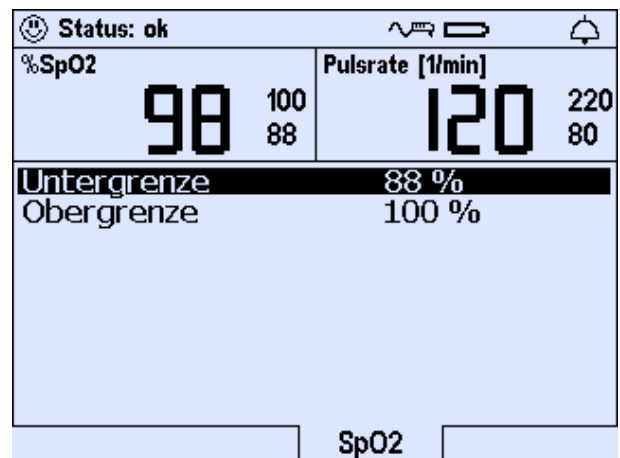 Status: ok
%SpO2
98
100
88
Pulsrate [1/min]
120
220
80
Untergrenze 88 %
Obergrenze 100 %
SpO2